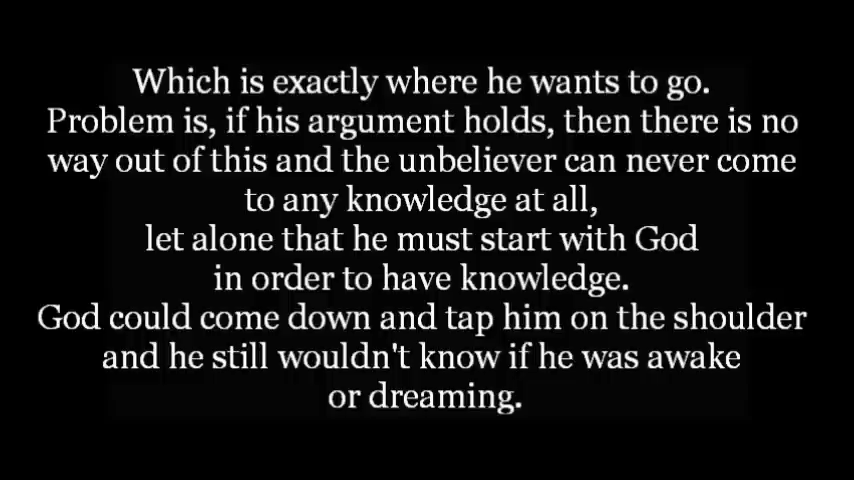 Which is exactly where he wants to go.
Problem is, if his argument holds, then there is no
way out of this and the unbeliever can never come
to any knowledge at all,
let alone that he must start with God
in order to have knowledge.
God could come down and tap him on the shoulder
and he still wouldn't know if he was awake
or dreaming.